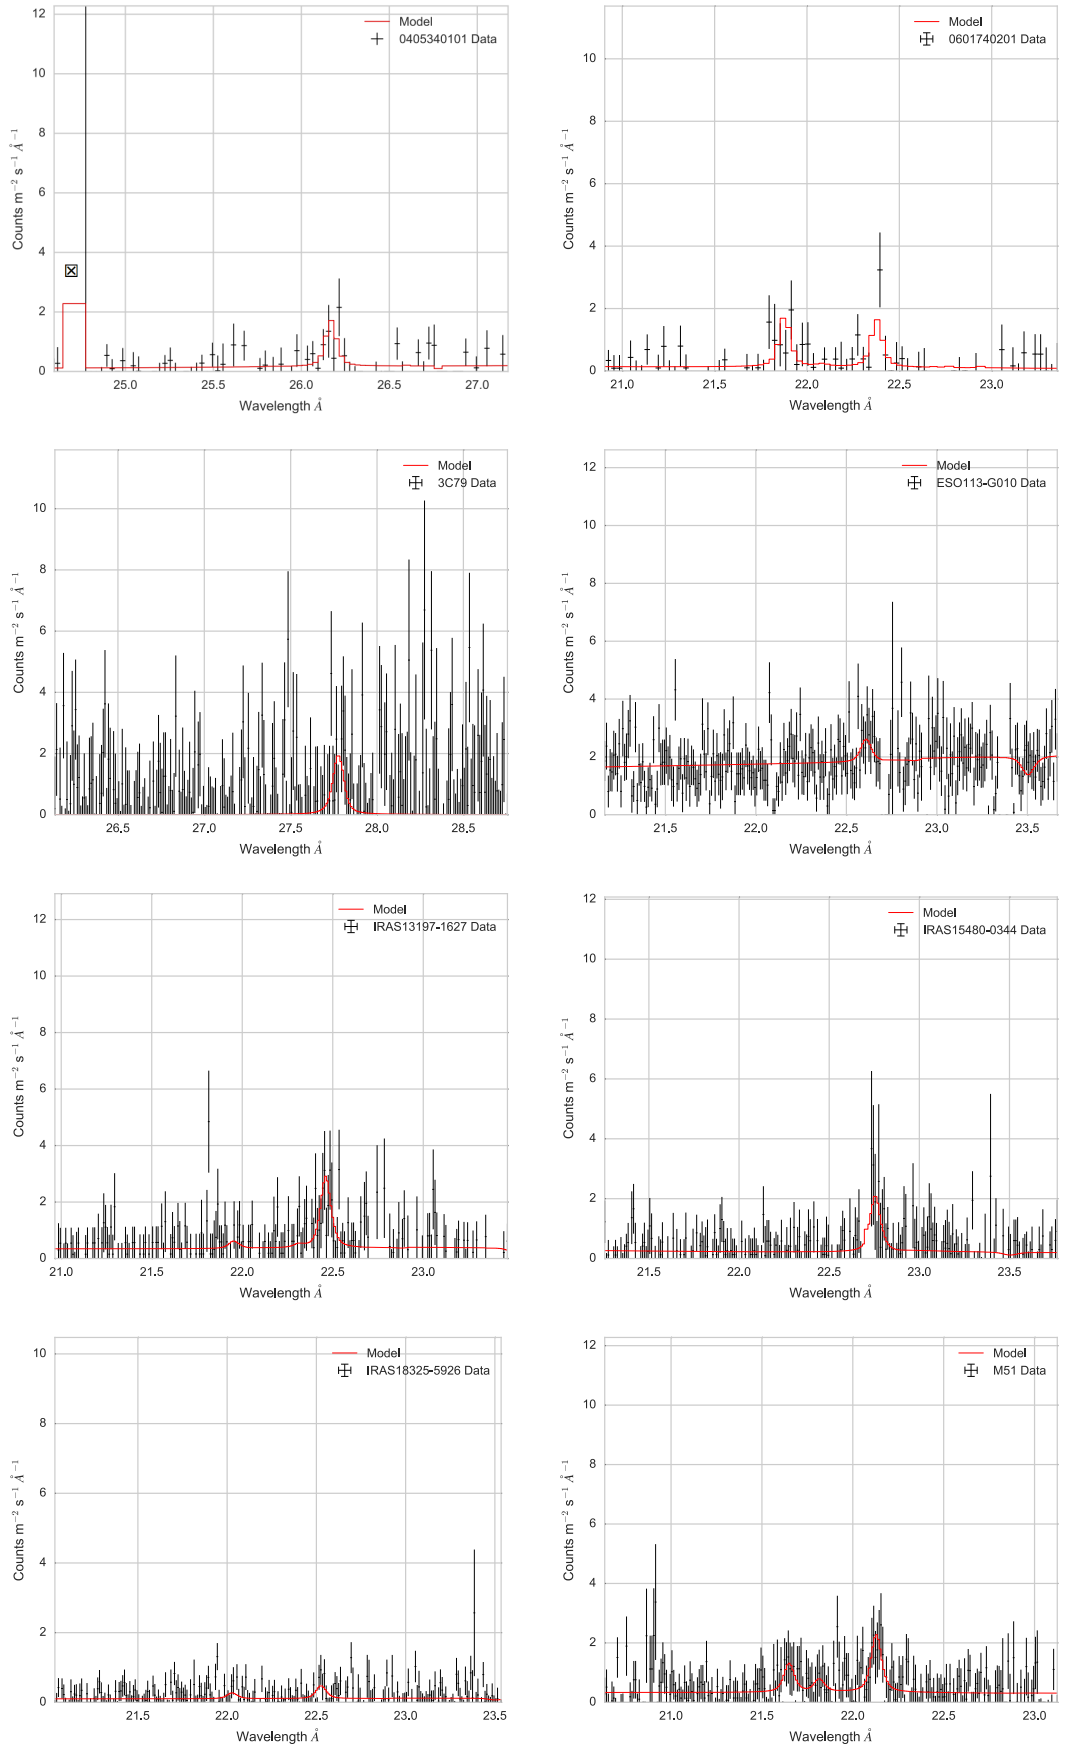 12
10
8
6
4
2
0
Counts m⁻² s⁻¹ Å⁻¹
Model
0405340101 Data
25.0 25.5 26.0 26.5 27.0
Wavelength Å
10
8
6
4
2
0
Counts m⁻² s⁻¹ Å⁻¹
Model
0601740201 Data
21.0 21.5 22.0 22.5 23.0
Wavelength Å
10
8
6
4
2
0
Counts m⁻² s⁻¹ Å⁻¹
Model
3C79 Data
26.5 27.0 27.5 28.0 28.5
Wavelength Å
12
10
8
6
4
2
0
Counts m⁻² s⁻¹ Å⁻¹
Model
ESO113-G010 Data
21.5 22.0 22.5 23.0 23.5
Wavelength Å
12
10
8
6
4
2
0
Counts m⁻² s⁻¹ Å⁻¹
Model
IRAS13197-1627 Data
21.0 21.5 22.0 22.5 23.0
Wavelength Å
12
10
8
6
4
2
0
Counts m⁻² s⁻¹ Å⁻¹
Model
IRAS15480-0344 Data
21.5 22.0 22.5 23.0 23.5
Wavelength Å
10
8
6
4
2
0
Counts m⁻² s⁻¹ Å⁻¹
Model
IRAS18325-5926 Data
21.5 22.0 22.5 23.0 23.5
Wavelength Å
12
10
8
6
4
2
0
Counts m⁻² s⁻¹ Å⁻¹
Model
M51 Data
21.0 21.5 22.0 22.5 23.0
Wavelength Å